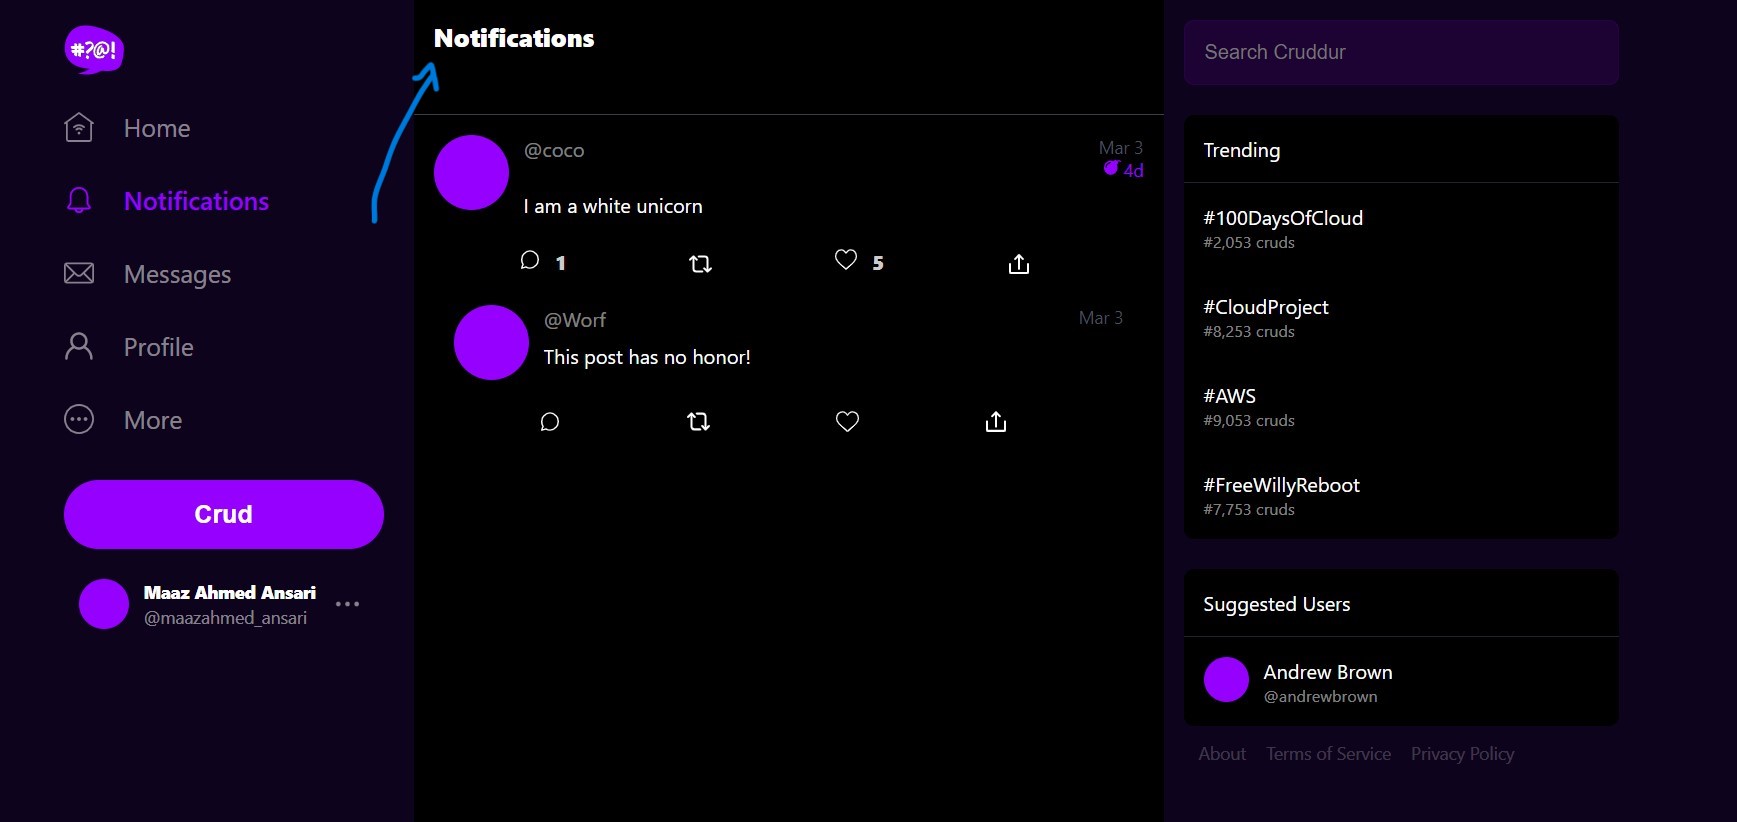 #?@!
Home
Notifications
Messages
Profile
More
Crud
Maaz Ahmed Ansari
@maazahmed_ansari
Notifications
@coco
Mar 3
4d
I am a white unicorn
1
5
@Worf
Mar 3
This post has no honor!
Search Cruddur
Trending
#100DaysOfCloud
#2,053 cruds
#CloudProject
#8,253 cruds
#AWS
#9,053 cruds
#FreeWillyReboot
#7,753 cruds
Suggested Users
Andrew Brown
@andrewbrown
About Terms of Service Privacy Policy